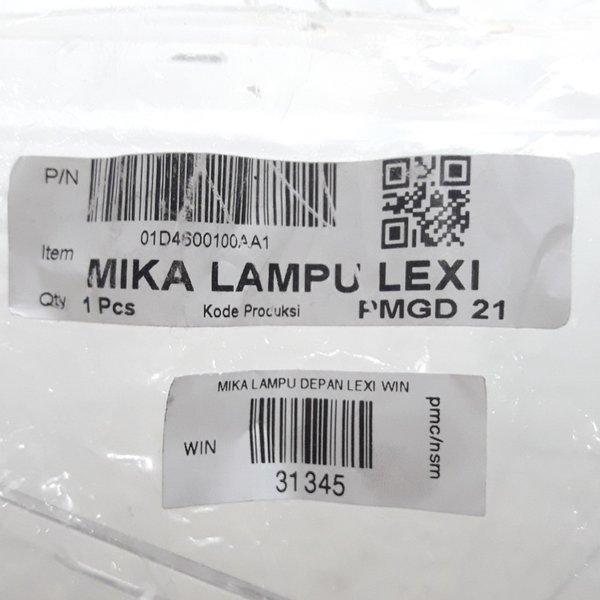 P/N
01D4600100AA1
Item MIKA LAMPU LEXI
Qty 1 Pcs Kode Produksi PMGD 21
MIKA LAMPU DEPAN LEXI WIN
WIN
31345
pmc/nsm